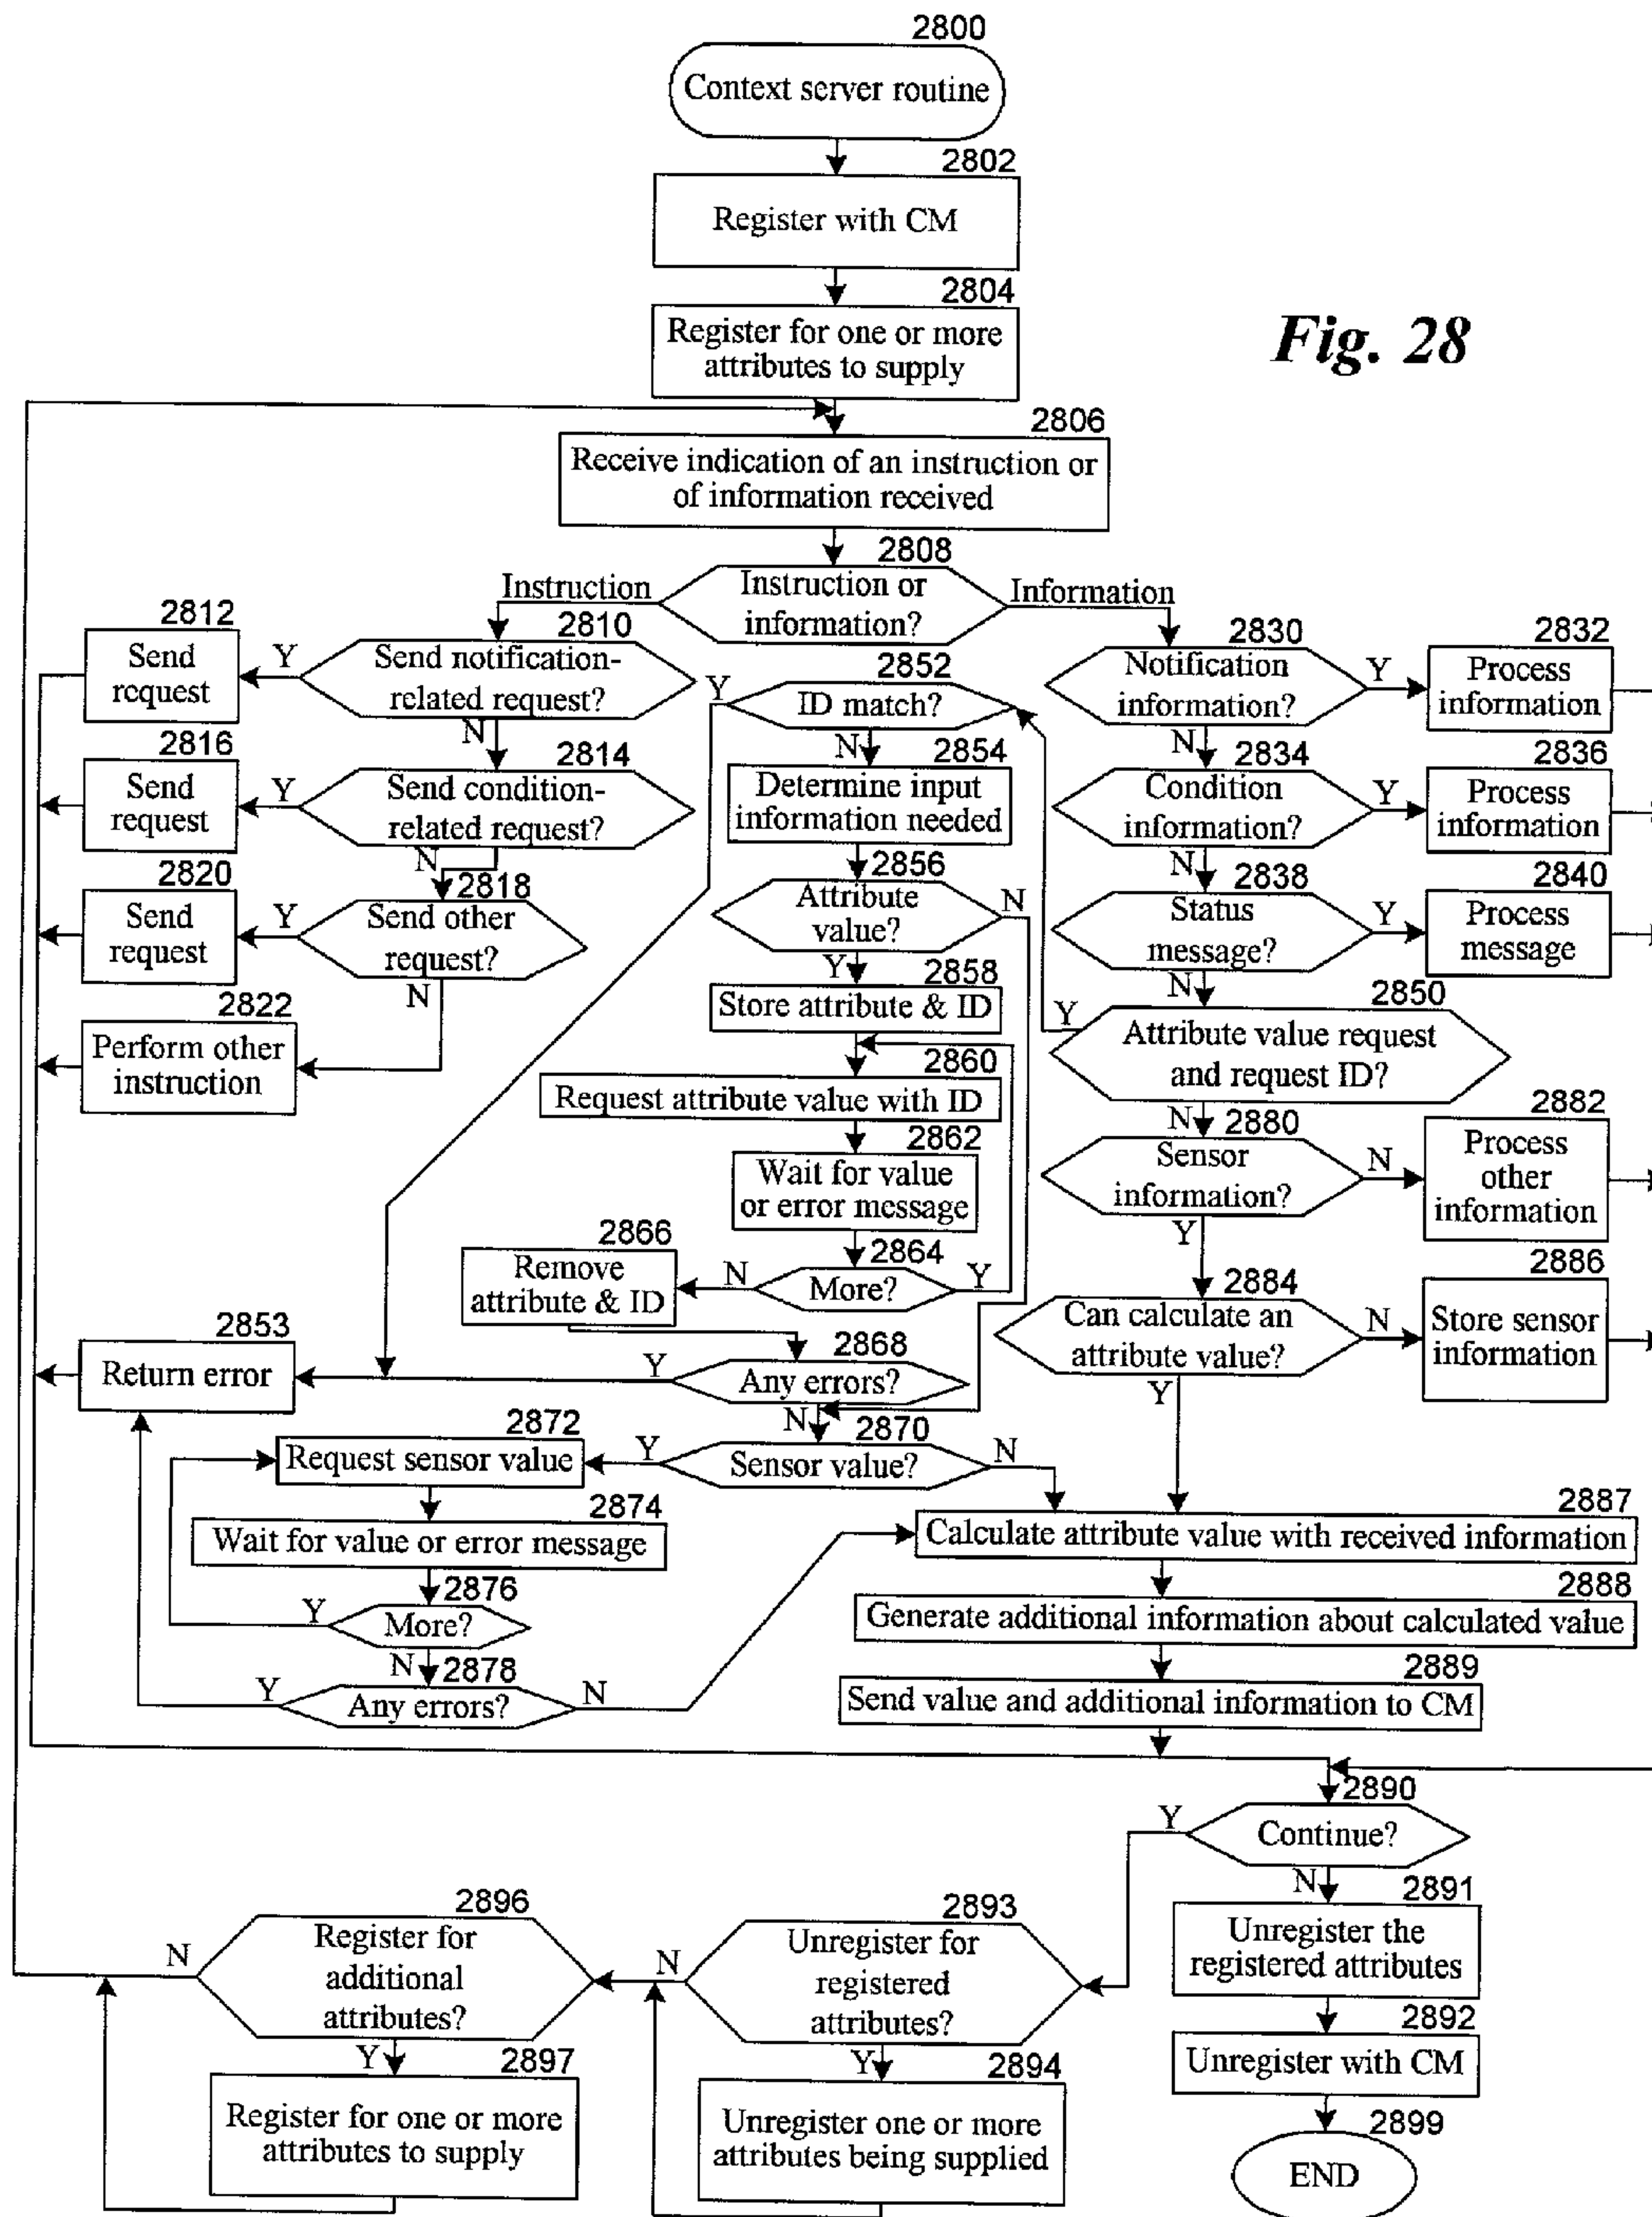 2800
Context server routine
2802
Register with CM
2804
Register for one or more
attributes to supply
Fig. 28
2806
Receive indication of an instruction or
of information received
2808
Instruction or
information?
Instruction
Information
2810
Send notification-
related request?
Y
N
2812
Send
request
2814
Send condition-
related request?
Y
N
2816
Send
request
2818
Send other
request?
Y
N
2820
Send
request
2822
Perform other
instruction
2830
Notification
information?
Y
N
2832
Process
information
2834
Condition
information?
Y
N
2836
Process
information
2838
Status
message?
Y
N
2840
Process
message
2850
Attribute value request
and request ID?
Y
N
2852
ID match?
Y
N
2854
Determine input
information needed
2856
Attribute
value?
N
Y
2858
Store attribute & ID
2860
Request attribute value with ID
2862
Wait for value
or error message
2864
More?
N
Y
2866
Remove
attribute & ID
2853
Return error
2868
Any errors?
Y
N
2870
Sensor value?
Y
N
2872
Request sensor value
2874
Wait for value or error message
2876
More?
Y
N
2878
Any errors?
Y
N
2880
Sensor
information?
N
Y
2882
Process
other
information
2884
Can calculate an
attribute value?
N
Y
2886
Store sensor
information
2887
Calculate attribute value with received information
2888
Generate additional information about calculated value
2889
Send value and additional information to CM
2890
Continue?
Y
N
2891
Unregister the
registered attributes
2892
Unregister with CM
2899
END
2893
Unregister for
registered
attributes?
N
Y
2894
Unregister one or more
attributes being supplied
2896
Register for
additional
attributes?
N
Y
2897
Register for one or more
attributes to supply